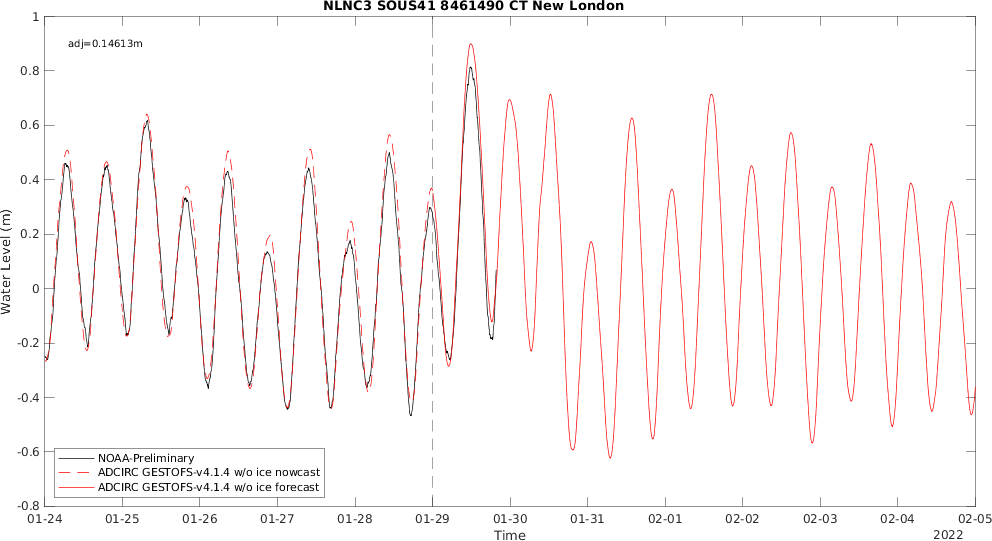 NLNC3 SOUS41 8461490 CT New London
adj=0.14613m
Water Level (m)
1
0.8
0.6
0.4
0.2
0
-0.2
-0.4
-0.6
-0.8
NOAA-Preliminary
ADCIRC GESTOFS-v4.1.4 w/o ice nowcast
ADCIRC GESTOFS-v4.1.4 w/o ice forecast
01-24 01-25 01-26 01-27 01-28 01-29 01-30 01-31 02-01 02-02 02-03 02-04 02-05
Time
2022